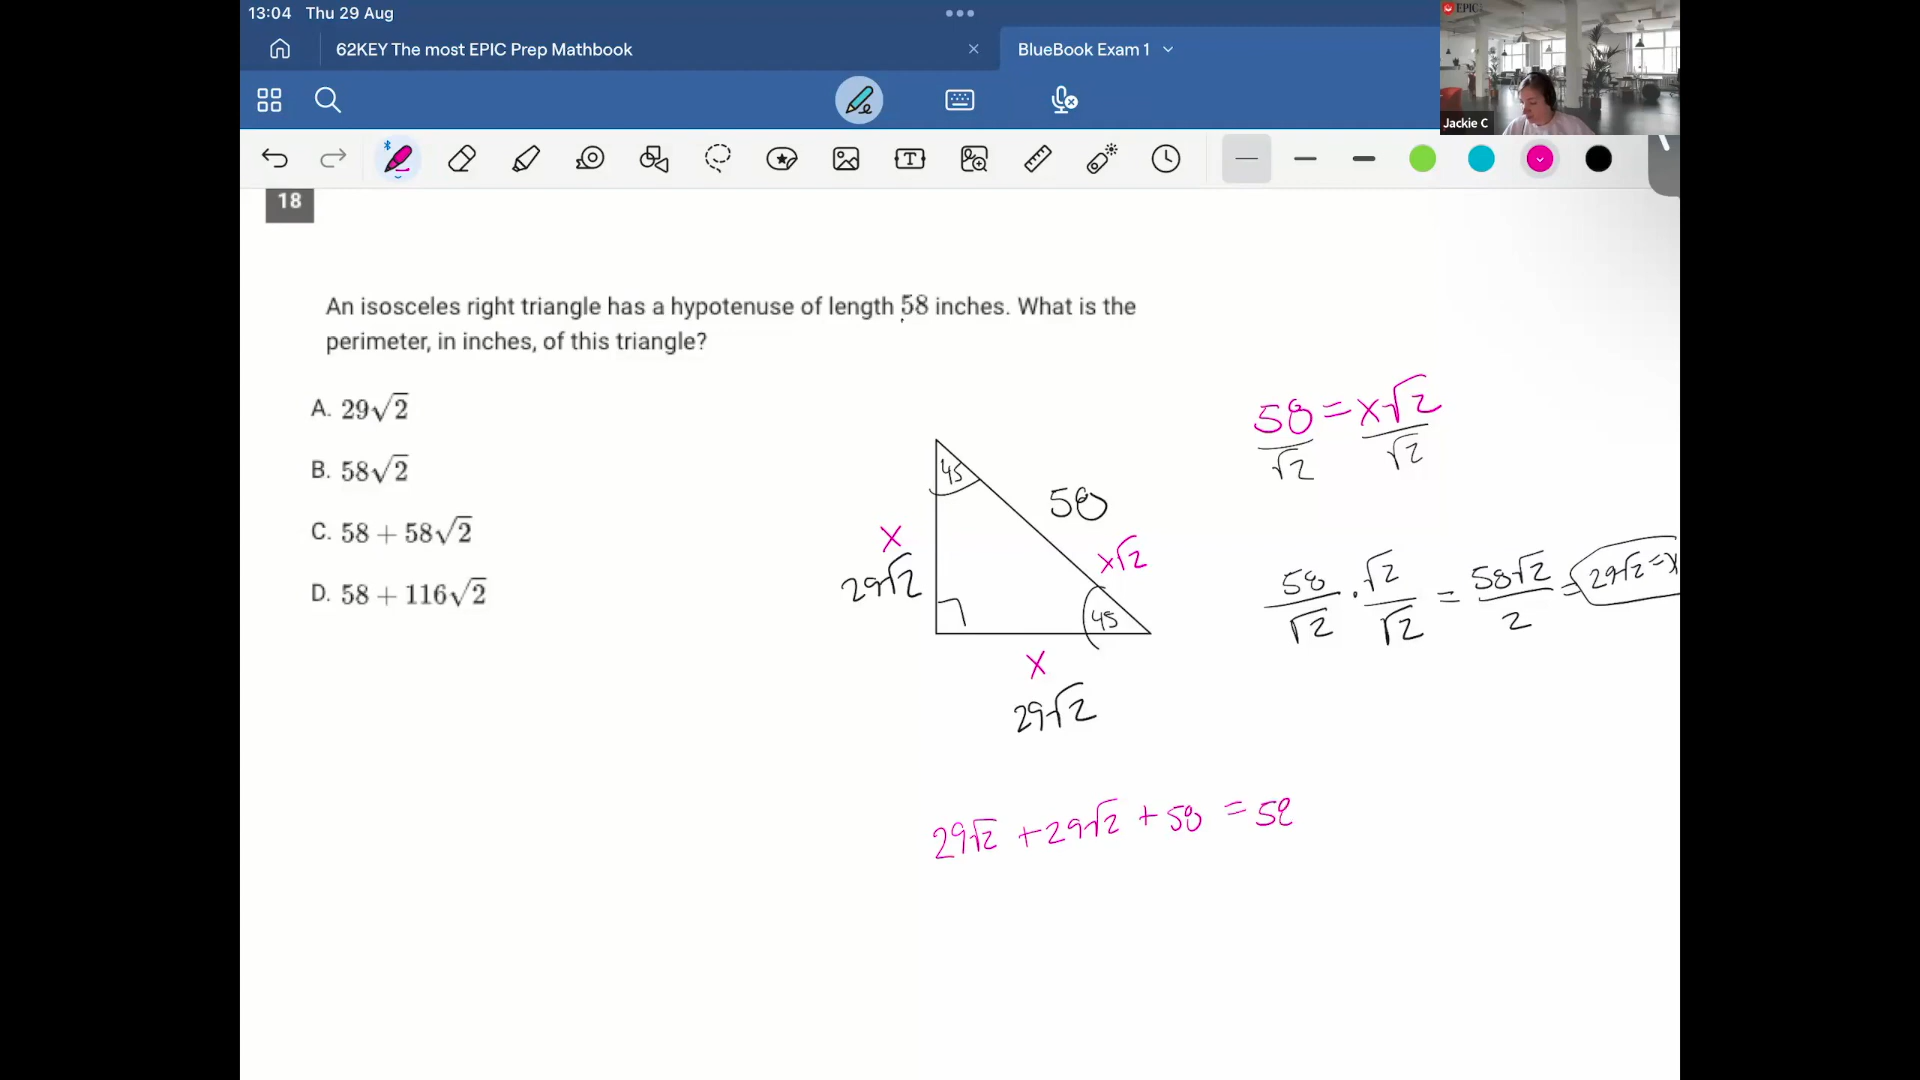 13:04 Thu 29 Aug
62KEY The most EPIC Prep Mathbook
BlueBook Exam 1
EPIC
Jackie C
18
An isosceles right triangle has a hypotenuse of length 58 inches. What is the
perimeter, in inches, of this triangle?
A. 29√2
B. 58√2
C. 58 + 58√2
D. 58 + 116√2
45
58
x
29√2
x√2
45
x
29√2
58 = x√2
√2 √2
58/√2 · √2/√2 = 58√2/2 = 29√2 = x
29√2 + 29√2 + 58 = 58